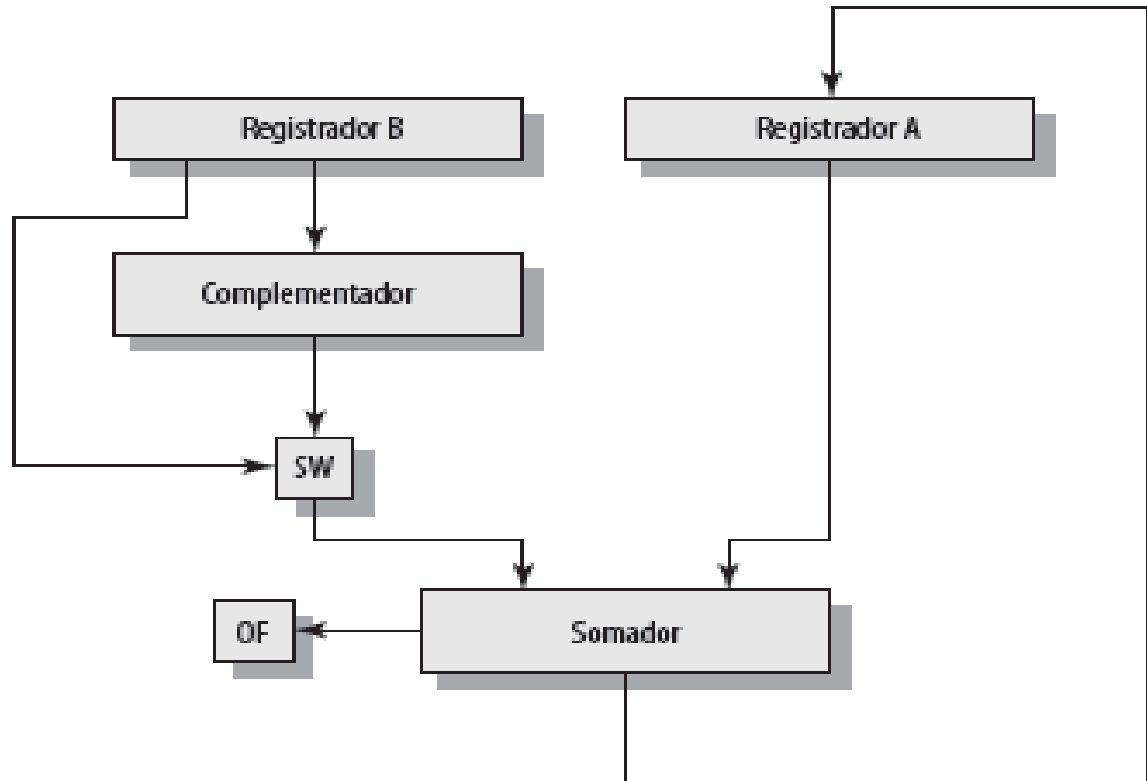 Registrador B
Registrador A
Complementador
SW
OF
Somador